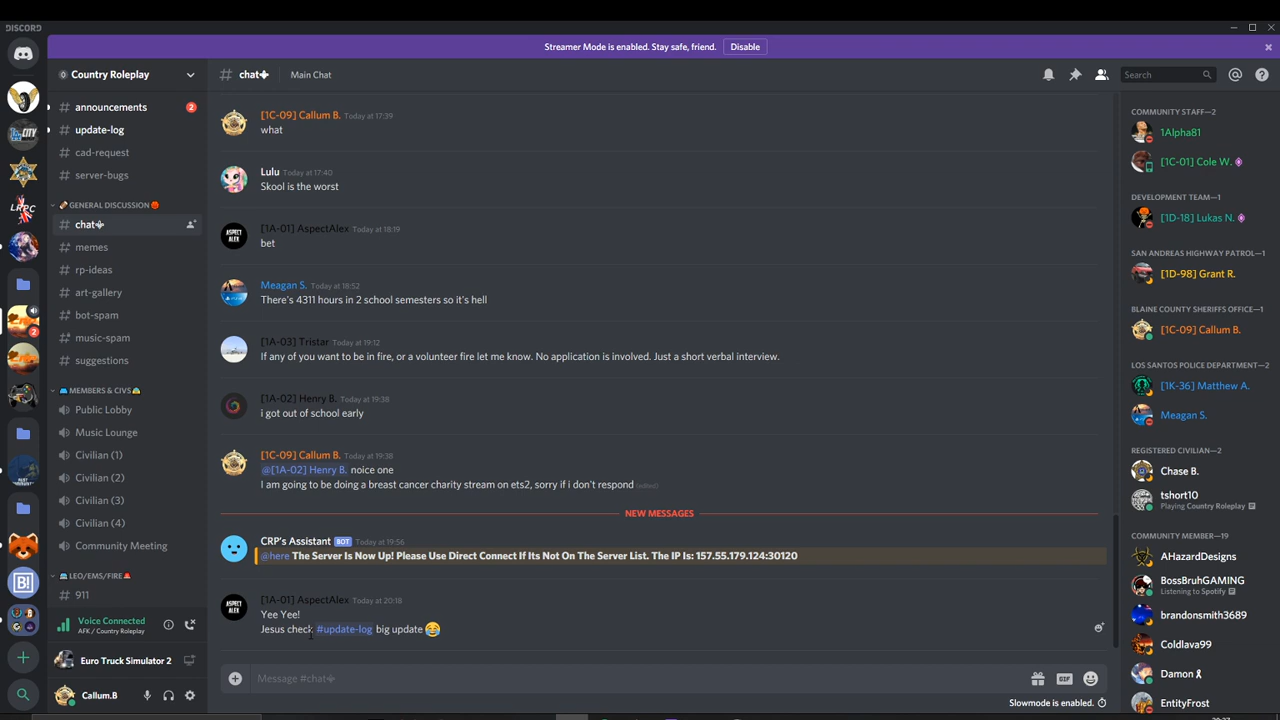 DISCORD
Streamer Mode is enabled. Stay safe, friend. Disable
Country Roleplay
# chat Main Chat
Search
# announcements 2
# update-log
# cad-request
# server-bugs
GENERAL DISCUSSION
# chat
# memes
# rp-ideas
# art-gallery
# bot-spam
# music-spam
# suggestions
MEMBERS & CIVS
Public Lobby
Music Lounge
Civilian (1)
Civilian (2)
Civilian (3)
Civilian (4)
Community Meeting
LEO/EMS/FIRE
911
Voice Connected
AFK / Country Roleplay
Euro Truck Simulator 2
Callum.B
CITY
LRPC
2
B!
[1C-09] Callum B. Today at 17:39
what
Lulu Today at 17:40
Skool is the worst
ASPECT
ALEX
[1A-01] AspectAlex Today at 18:19
bet
Meagan S. Today at 18:52
There's 4311 hours in 2 school semesters so it's hell
[1A-03] Tristar Today at 19:12
If any of you want to be in fire, or a volunteer fire let me know. No application is involved. Just a short verbal interview.
[1A-02] Henry B. Today at 19:38
i got out of school early
[1C-09] Callum B. Today at 19:38
@[1A-02] Henry B. noice one
I am going to be doing a breast cancer charity stream on ets2, sorry if i don't respond (edited)
NEW MESSAGES
CRP's Assistant BOT Today at 19:56
@here The Server Is Now Up! Please Use Direct Connect If Its Not On The Server List. The IP Is: 157.55.179.124:30120
ASPECT
ALEX
[1A-01] AspectAlex Today at 20:18
Yee Yee!
Jesus check #update-log big update 😂
Message #chat
GIF
Slowmode is enabled.
COMMUNITY STAFF—2
1Alpha81
[1C-01] Cole W.
DEVELOPMENT TEAM—1
[1D-18] Lukas N.
SAN ANDREAS HIGHWAY PATROL—1
[1D-98] Grant R.
BLAINE COUNTY SHERIFFS OFFICE—1
[1C-09] Callum B.
LOS SANTOS POLICE DEPARTMENT—2
[1K-36] Matthew A.
Meagan S.
REGISTERED CIVILIAN—2
Chase B.
tshort10
Playing Country Roleplay
COMMUNITY MEMBER—19
AHazardDesigns
BossBruhGAMING
Listening to Spotify
brandonsmith3689
Coldlava99
Damon
EntityFrost
20:27